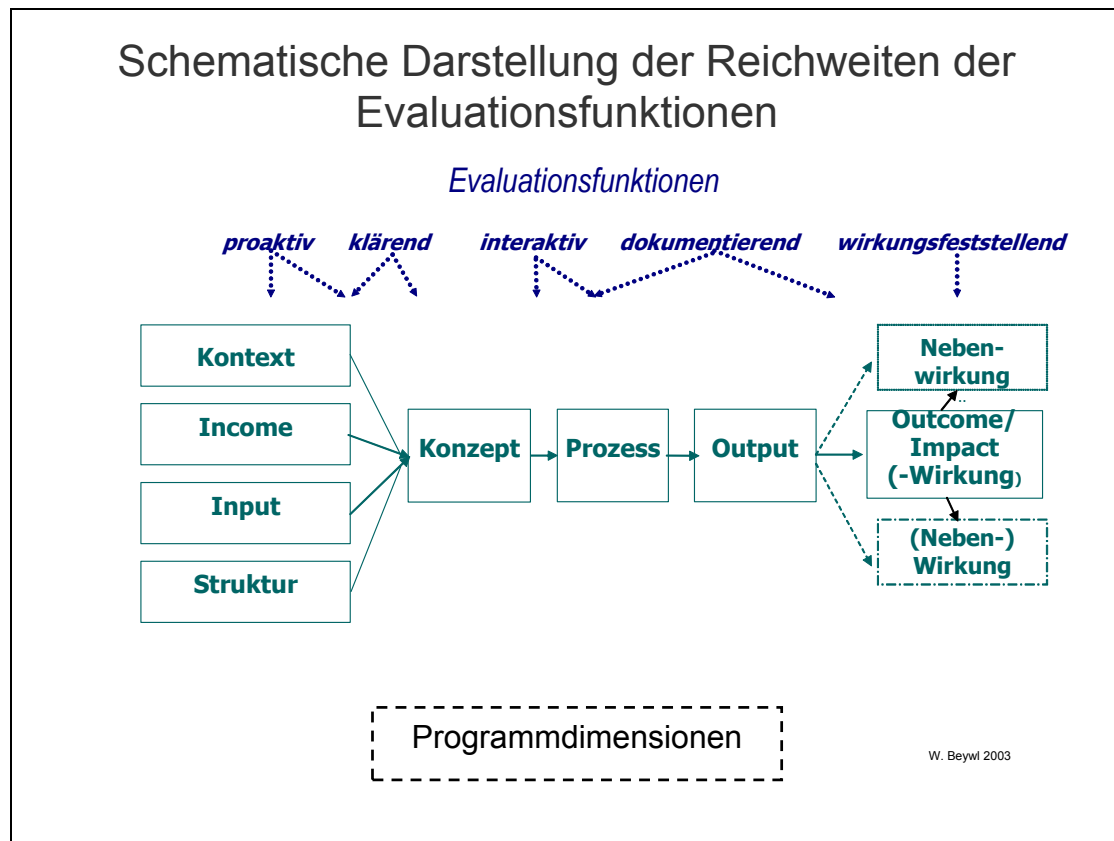 Schematische Darstellung der Reichweiten der
Evaluationsfunktionen
Evaluationsfunktionen
proaktiv klärend interaktiv dokumentierend wirkungsfeststellend
Kontext
Income
Input
Struktur
Konzept
Prozess
Output
Neben-
wirkung
..
Outcome/
Impact
(-Wirkung)
(Neben-)
Wirkung
Programmdimensionen
W. Beywl 2003